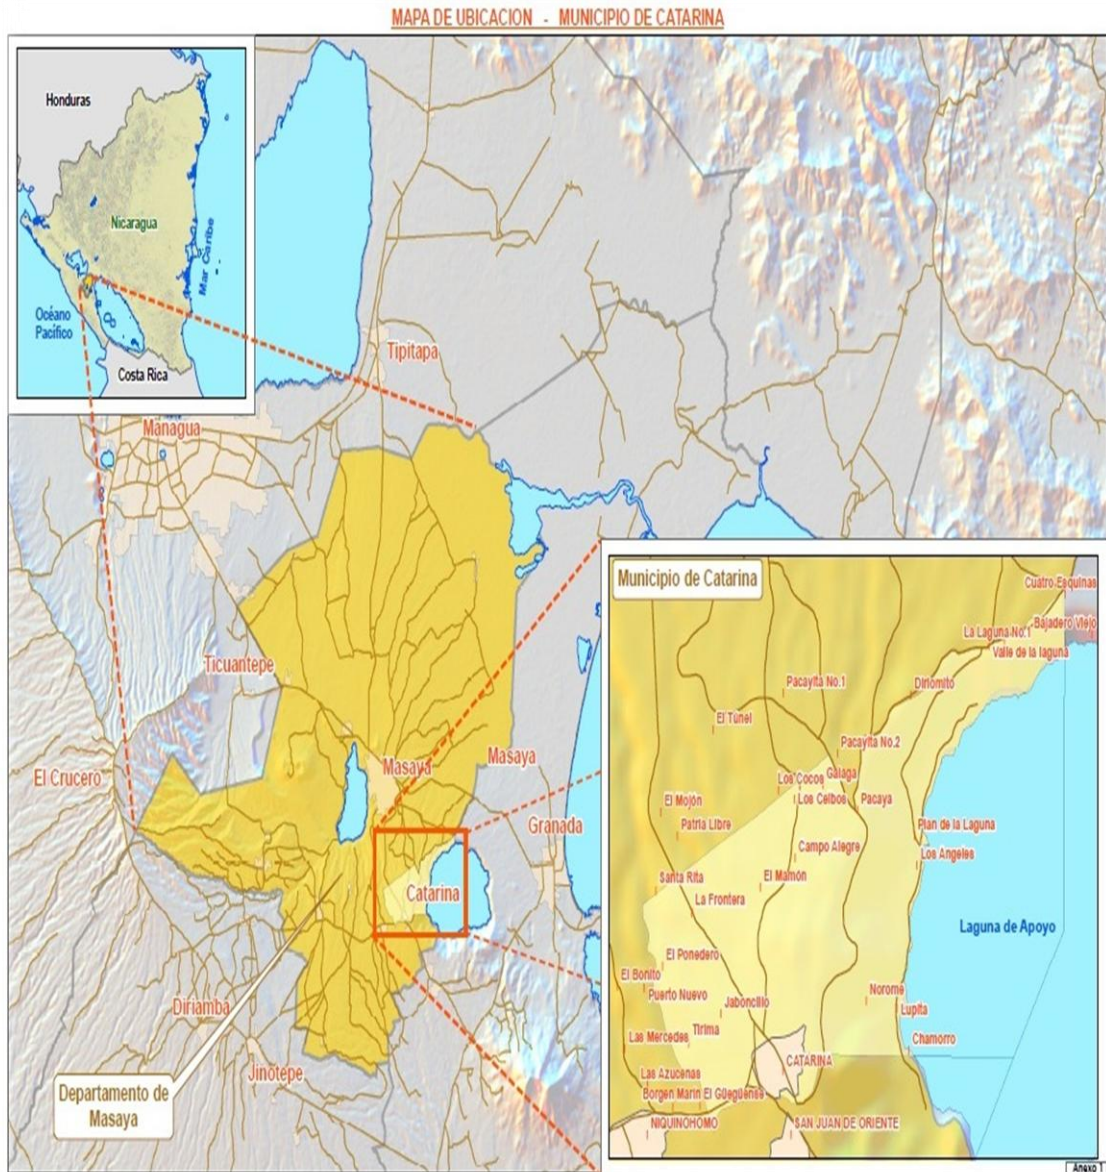 MAPA DE UBICACION - MUNICIPIO DE CATARINA
Honduras
Nicaragua
Mar Caribe
Océano
Pacífico
Costa Rica
Tipitapa
Managua
Ticuantepe
El Crucero
Masaya
Masaya
Granada
Catarina
Diriamba
Jinotepe
Departamento de
Masaya
Municipio de Catarina
Cuatro Esquinas
La Laguna No.1
Bajadero Viejo
Valle de la laguna
Dinomito
Pacayita No.1
El Túnel
Pacayita No.2
Los Cocos
Galaga
Los Ceibos
Pacaya
El Mojón
Patria Libre
Plan de la Laguna
Los Angeles
Campo Alegre
Santa Rita
El Mamón
La Frontera
Laguna de Apoyo
El Ponedero
El Bonito
Puerto Nuevo
Jaboncillo
Norome
Lupita
Las Mercedes
Tirima
Chamorro
CATARINA
Las Azucenas
Borgen Marin
El Güegüense
NIQUINOHOMO
SAN JUAN DE ORIENTE
Anexo